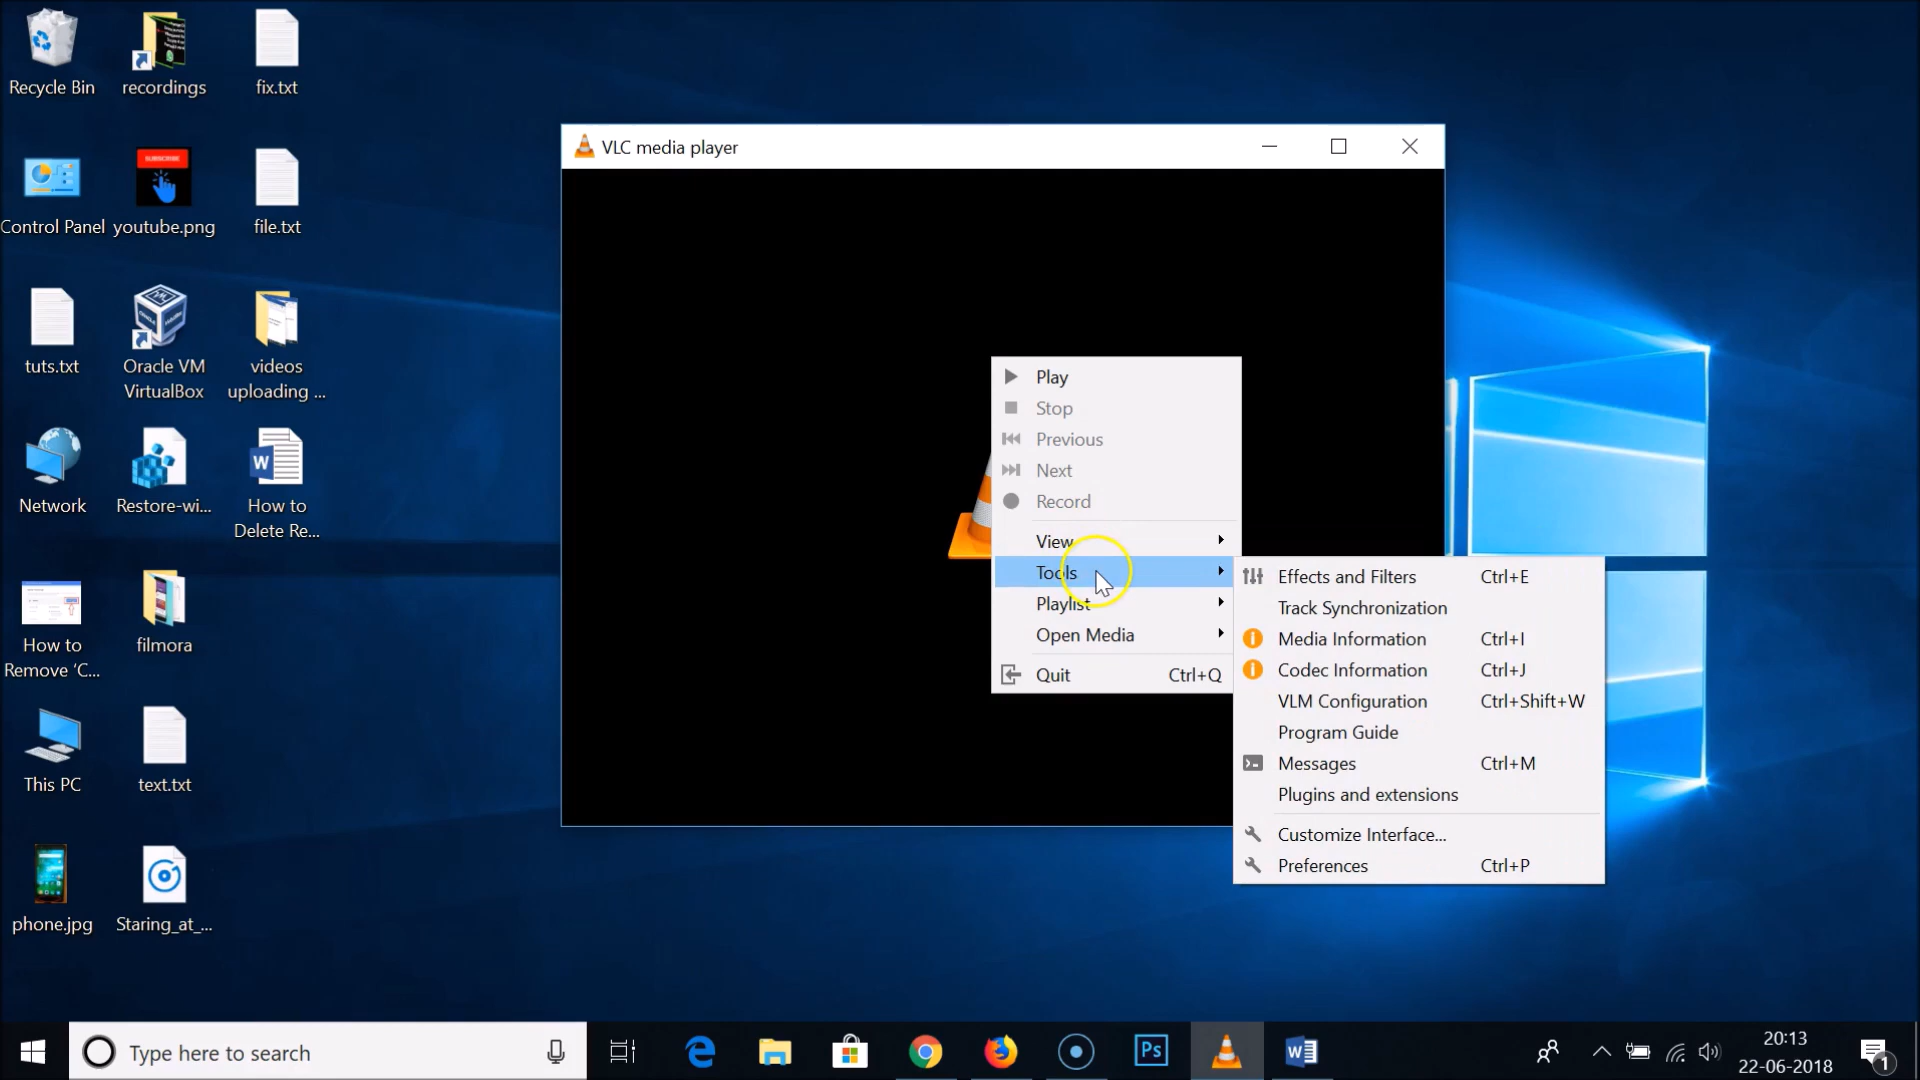 Recycle Bin
recordings
fix.txt
Control Panel
SUBSCRIBE
youtube.png
file.txt
tuts.txt
Oracle VM
VirtualBox
videos
uploading ...
Network
Restore-wi...
W
How to
Delete Re...
How to
Remove 'C...
filmora
This PC
text.txt
phone.jpg
Staring_at_...
VLC media player
Play
Stop
Previous
Next
Record
View
Tools
Playlist
Open Media
Quit Ctrl+Q
Effects and Filters Ctrl+E
Track Synchronization
Media Information Ctrl+I
Codec Information Ctrl+J
VLM Configuration Ctrl+Shift+W
Program Guide
Messages Ctrl+M
Plugins and extensions
Customize Interface...
Preferences Ctrl+P
Type here to search
Ps
W
20:13
22-06-2018
1